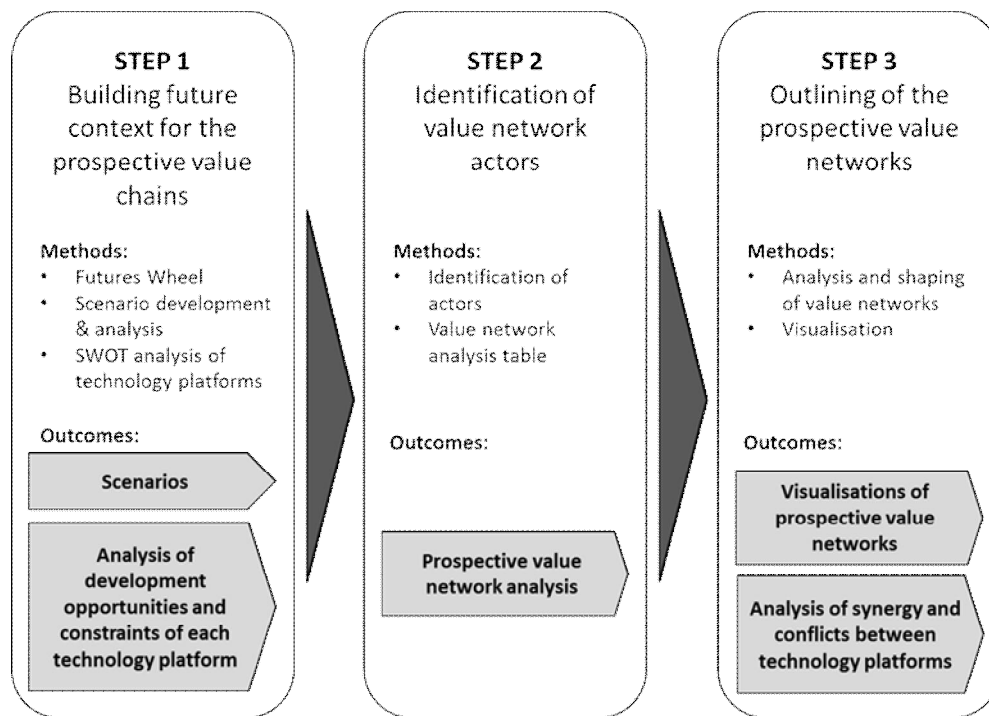 STEP 1
Building future
context for the
prospective value
chains
Methods:
• Futures Wheel
• Scenario development
& analysis
• SWOT analysis of
technology platforms
Outcomes:
Scenarios
Analysis of
development
opportunities and
constraints of each
technology platform
STEP 2
Identification of
value network
actors
Methods:
• Identification of
actors
• Value network
analysis table
Outcomes:
Prospective value
network analysis
STEP 3
Outlining of the
prospective value
networks
Methods:
• Analysis and shaping
of value networks
• Visualisation
Outcomes:
Visualisations of
prospective value
networks
Analysis of synergy and
conflicts between
technology platforms